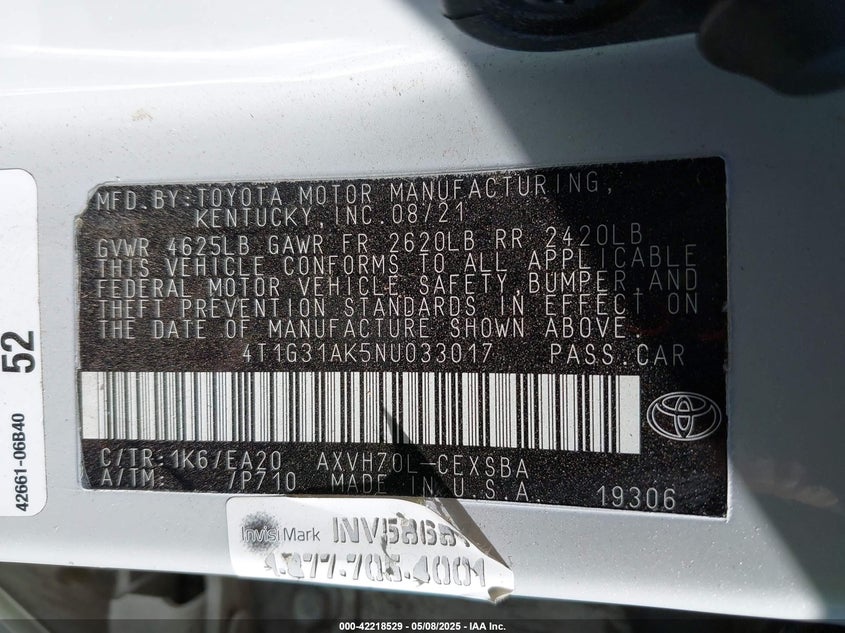 MFD.BY:TOYOTA MOTOR MANUFACTURING,
KENTUCKY,INC.08/21
GVWR 4625LB GAWR FR 2620LB RR 2420LB
THIS VEHICLE CONFORMS TO ALL APPLICABLE
FEDERAL MOTOR VEHICLE SAFETY,BUMPER,AND
THEFT PREVENTION STANDARDS IN EFFECT ON
THE DATE OF MANUFACTURE SHOWN ABOVE.
4T1G31AK5NU033017 PASS.CAR
C/TR:1K6/EA20 AXVH70L-CEXSBA
A/TM: /P710 MADE IN U.S.A. 19306
InvisiMark
52
42661-06B40
000-42218529 - 05/08/2025 - IAA Inc.